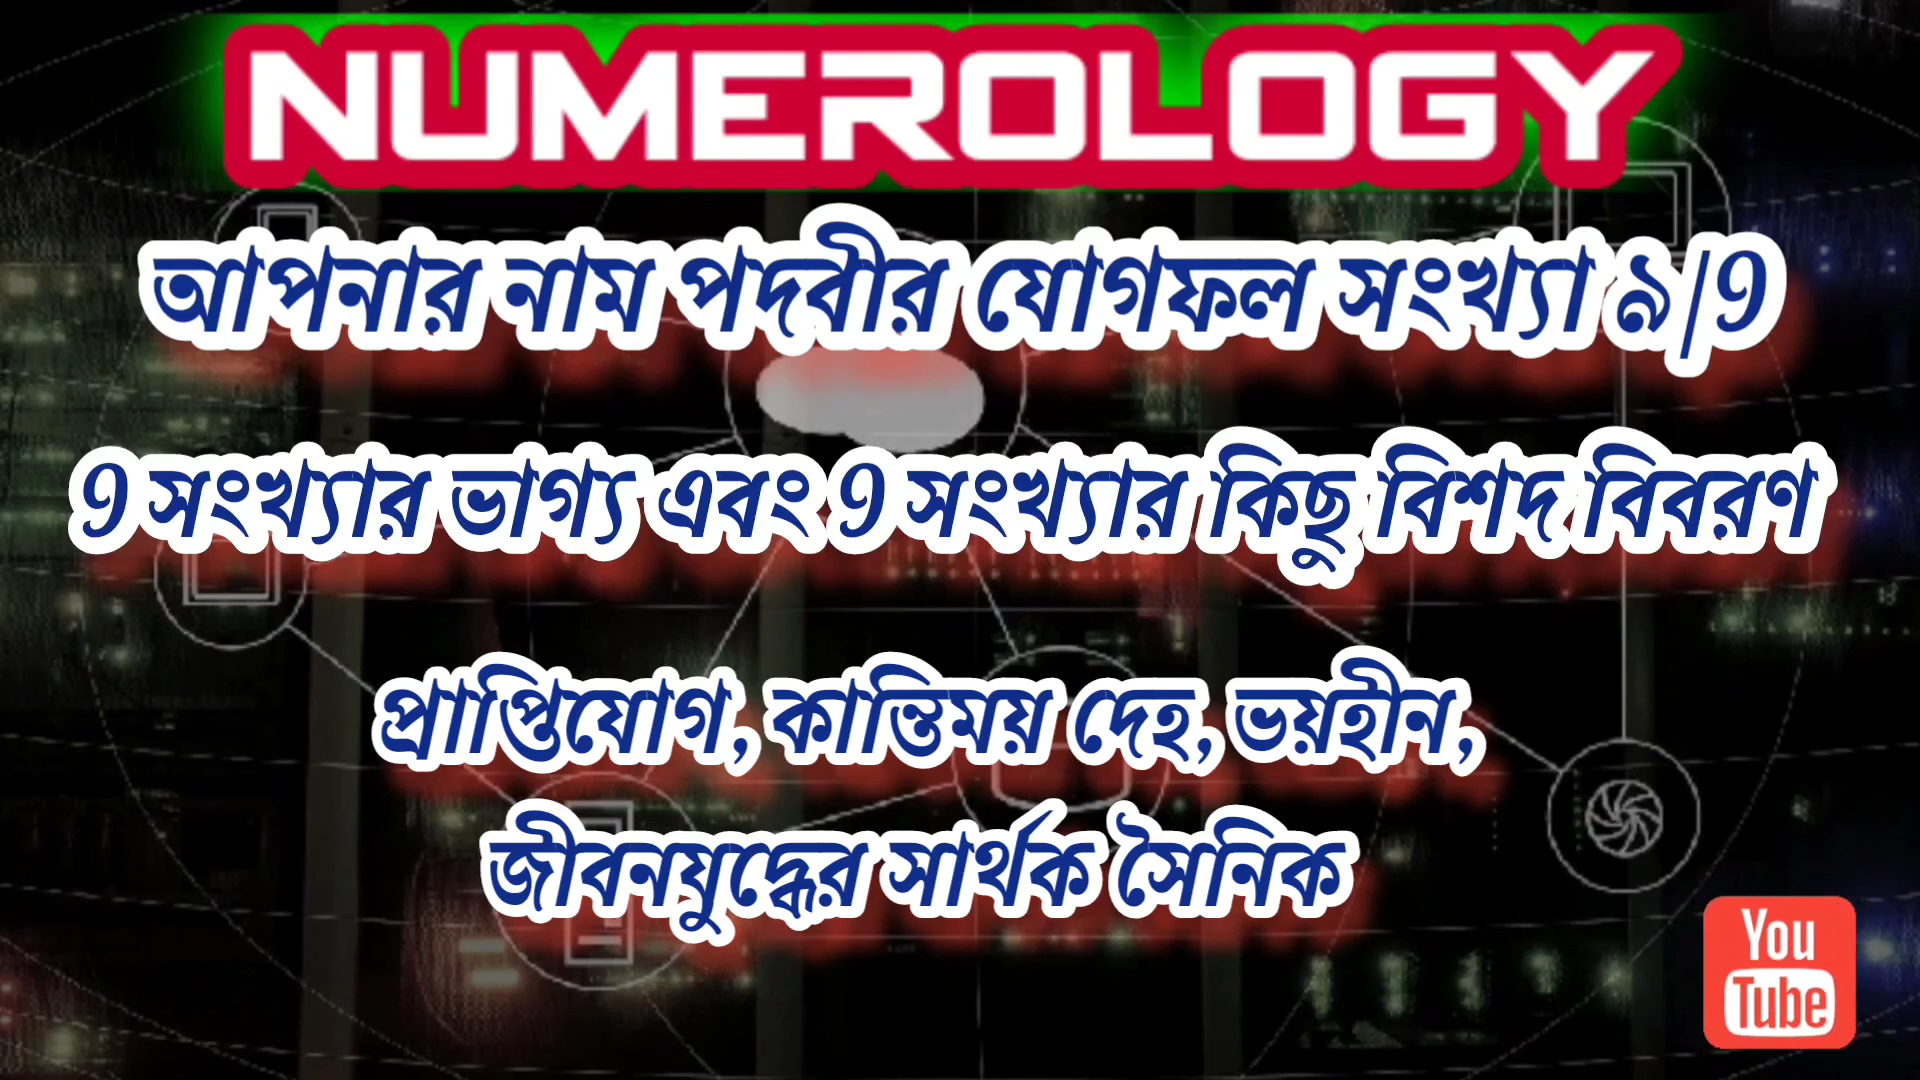 NUMEROLOGY
আপনার নাম পদবীর যোগফল সংখ্যা ৯/9
9 সংখ্যার ভাগ্য এবং 9 সংখ্যার কিছু বিশদ বিবরণ
প্রাপ্তিযোগ, কান্তিময় দেহ, ভয়হীন,
জীবনযুদ্ধের সার্থক সৈনিক
You
Tube